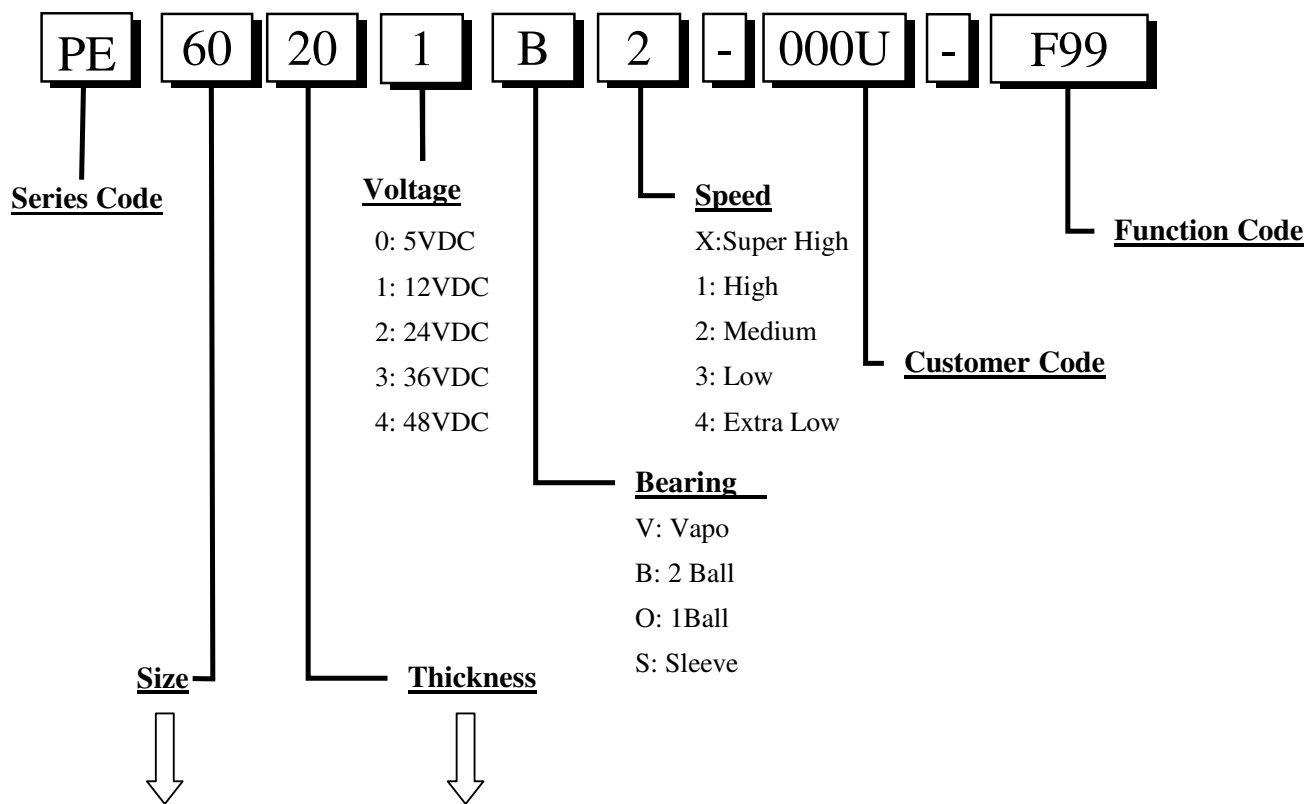 PE 60 20 1 B 2 - 000U - F99
Series Code
Voltage
0: 5VDC
1: 12VDC
2: 24VDC
3: 36VDC
4: 48VDC
Speed
X:Super High
1: High
2: Medium
3: Low
4: Extra Low
Function Code
Customer Code
Bearing
V: Vapo
B: 2 Ball
O: 1Ball
S: Sleeve
Size
Thickness